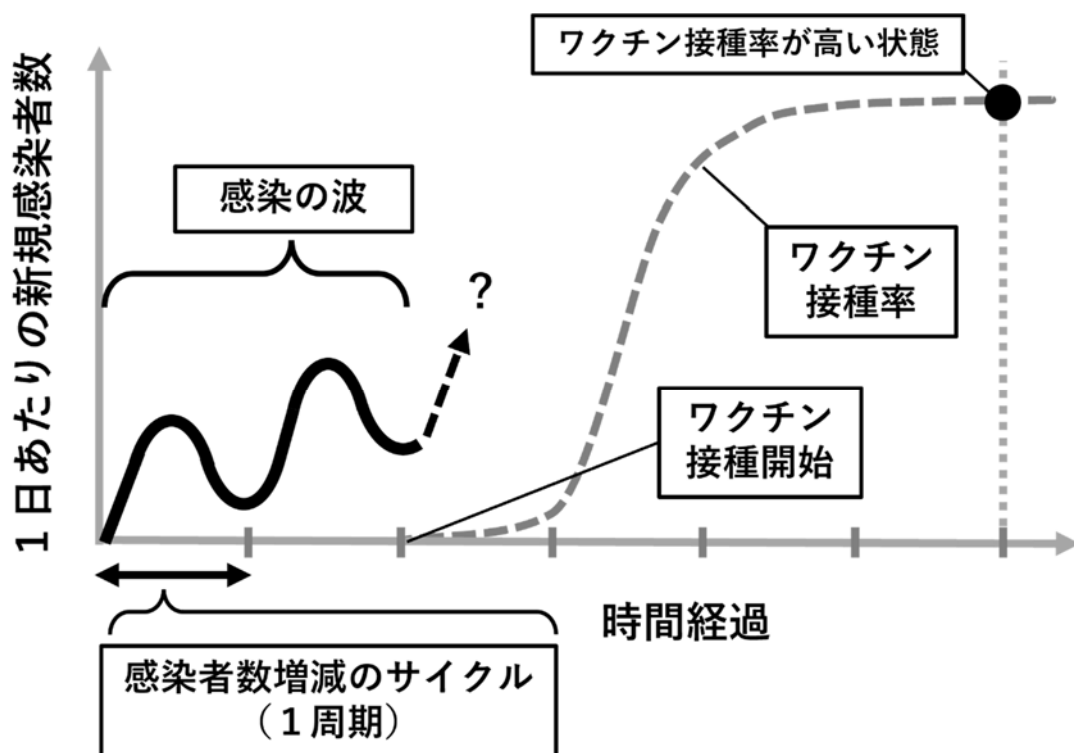 ワクチン接種率が高い状態
1日あたりの新規感染者数
感染の波
?
ワクチン
接種率
ワクチン
接種開始
時間経過
感染者数増減のサイクル
(1周期)